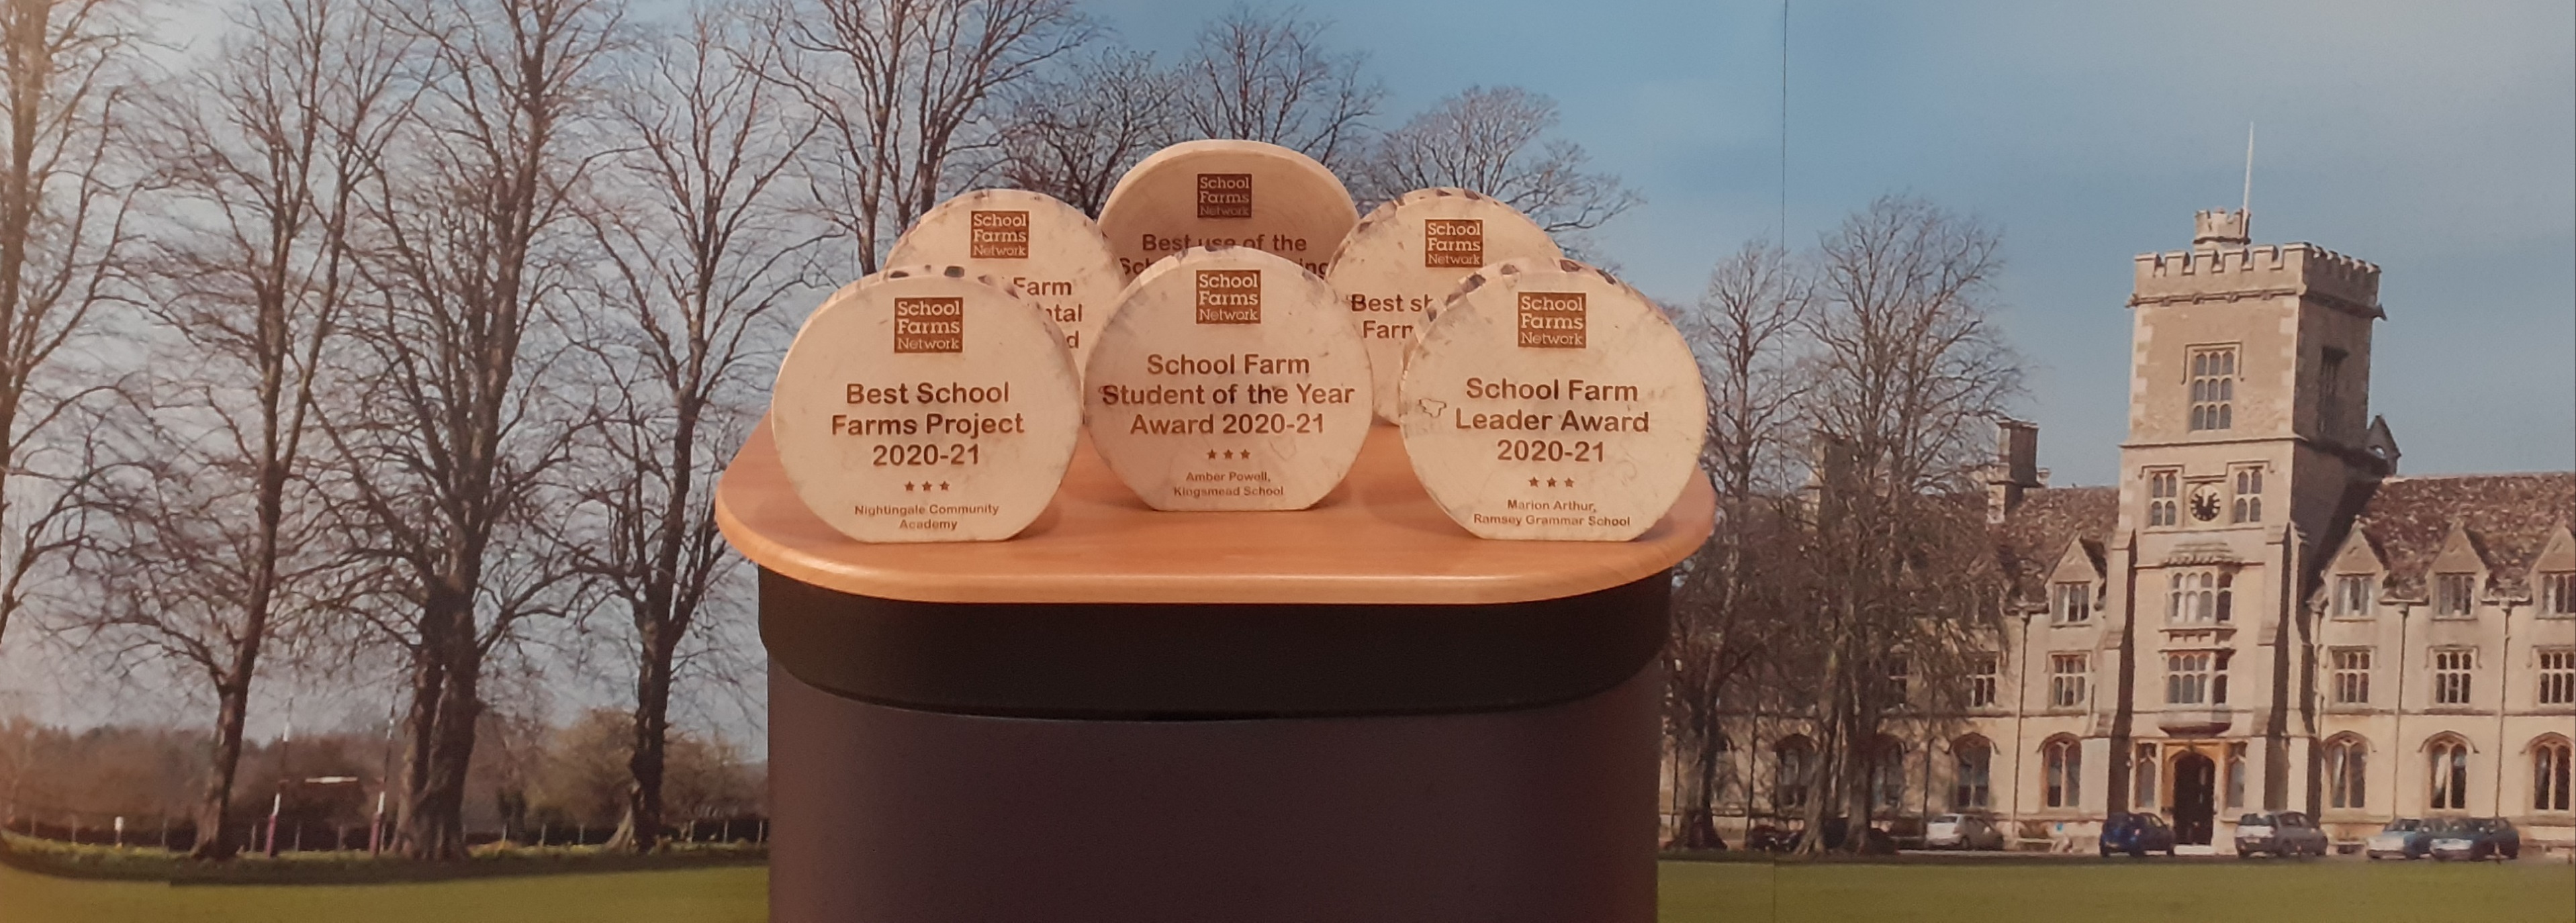 School
Farms
Network
Best use of the
School
Farms
Network
Farm
School
Farms
Network
Best
School
Farms
Network
Best School
Farms Project
2020-21
Nightingale Community
Academy
School
Farms
Network
School Farm
Student of the Year
Award 2020-21
Amber Powell,
Kingsmead School
School
Farms
Network
School Farm
Leader Award
2020-21
Marion Arthur,
Ramsey Grammar School